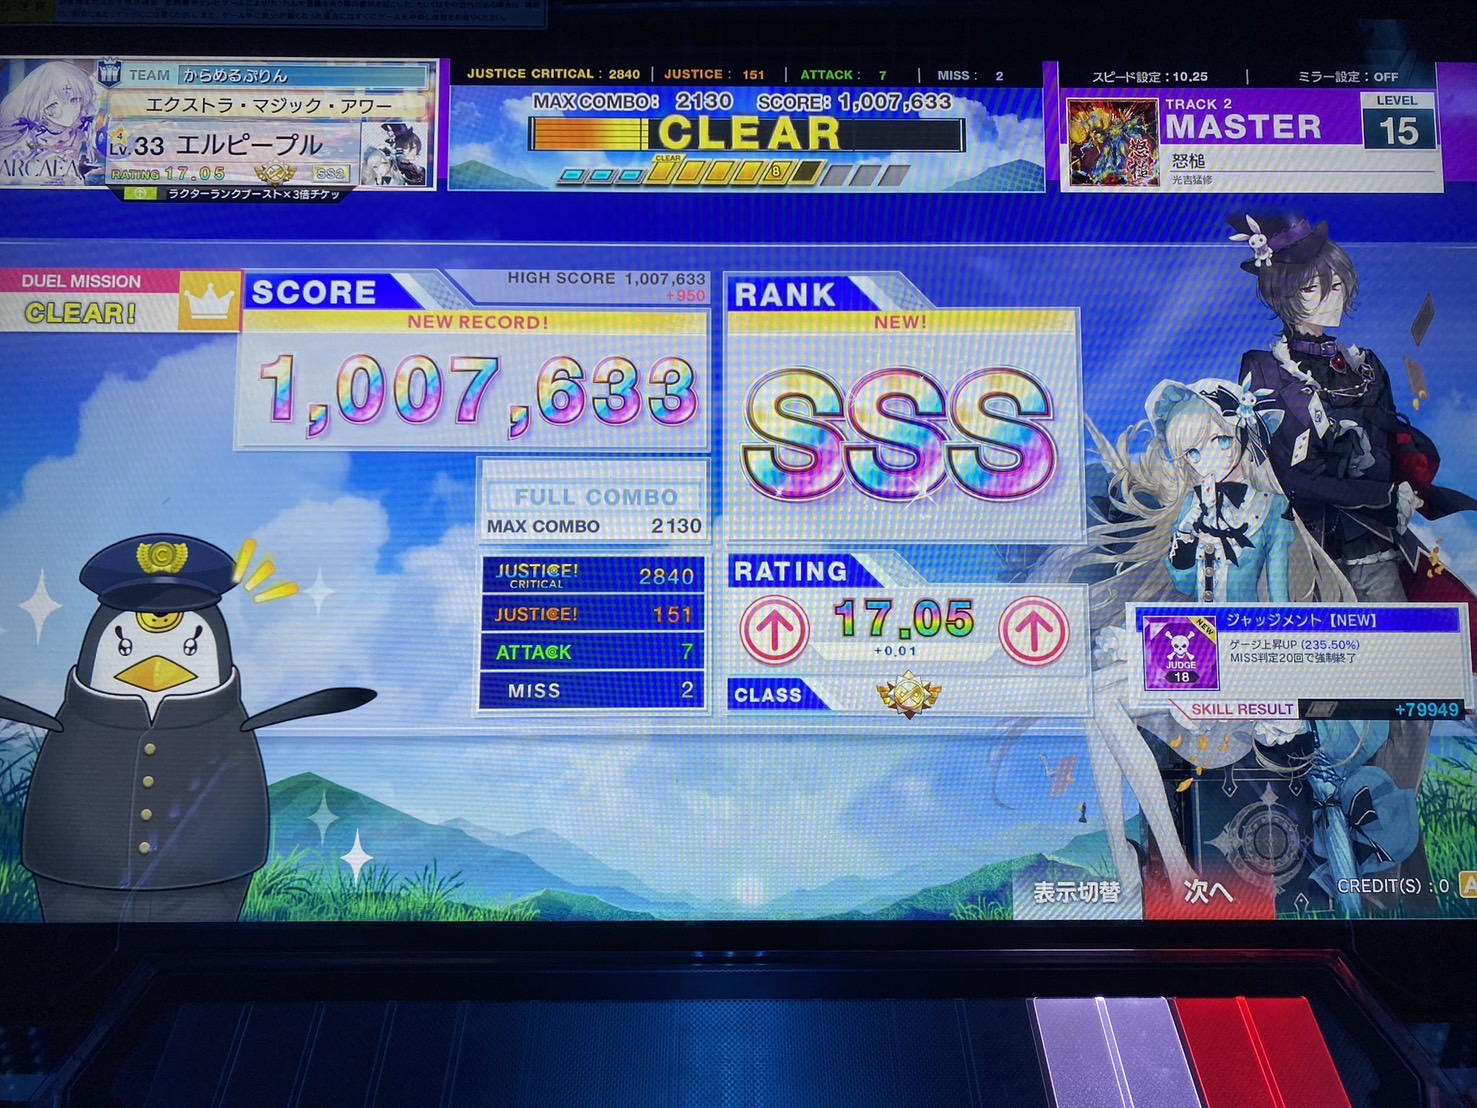 TEAM からめるぷりん
エクストラ・マジック・アワー
4
Lv.33 エルピープル
RATING 17.05 SS2
ARCAEA
ラクターランクブースト×3倍チケッ
JUSTICE CRITICAL : 2840 | JUSTICE : 151 | ATTACK : 7 | MISS : 2
MAX COMBO: 2130 SCORE: 1,007,633
CLEAR
CLEAR
8
スピード設定 : 10.25 | ミラー設定 : OFF
TRACK 2
MASTER
LEVEL
15
怒槌
怒槌
光吉猛修
DUEL MISSION
CLEAR!
SCORE
HIGH SCORE 1,007,633
+950
NEW RECORD!
1,007,633
FULL COMBO
MAX COMBO 2130
JUSTICE! CRITICAL 2840
JUSTICE! 151
ATTACK 7
MISS 2
RANK
NEW!
SSS
RATING
17.05
+0.01
CLASS
ジャッジメント【NEW】
NEW
JUDGE
18
ゲージ上昇UP (235.50%)
MISS判定20回で強制終了
SKILL RESULT +79949
表示切替
次へ
CREDIT(S) : 0